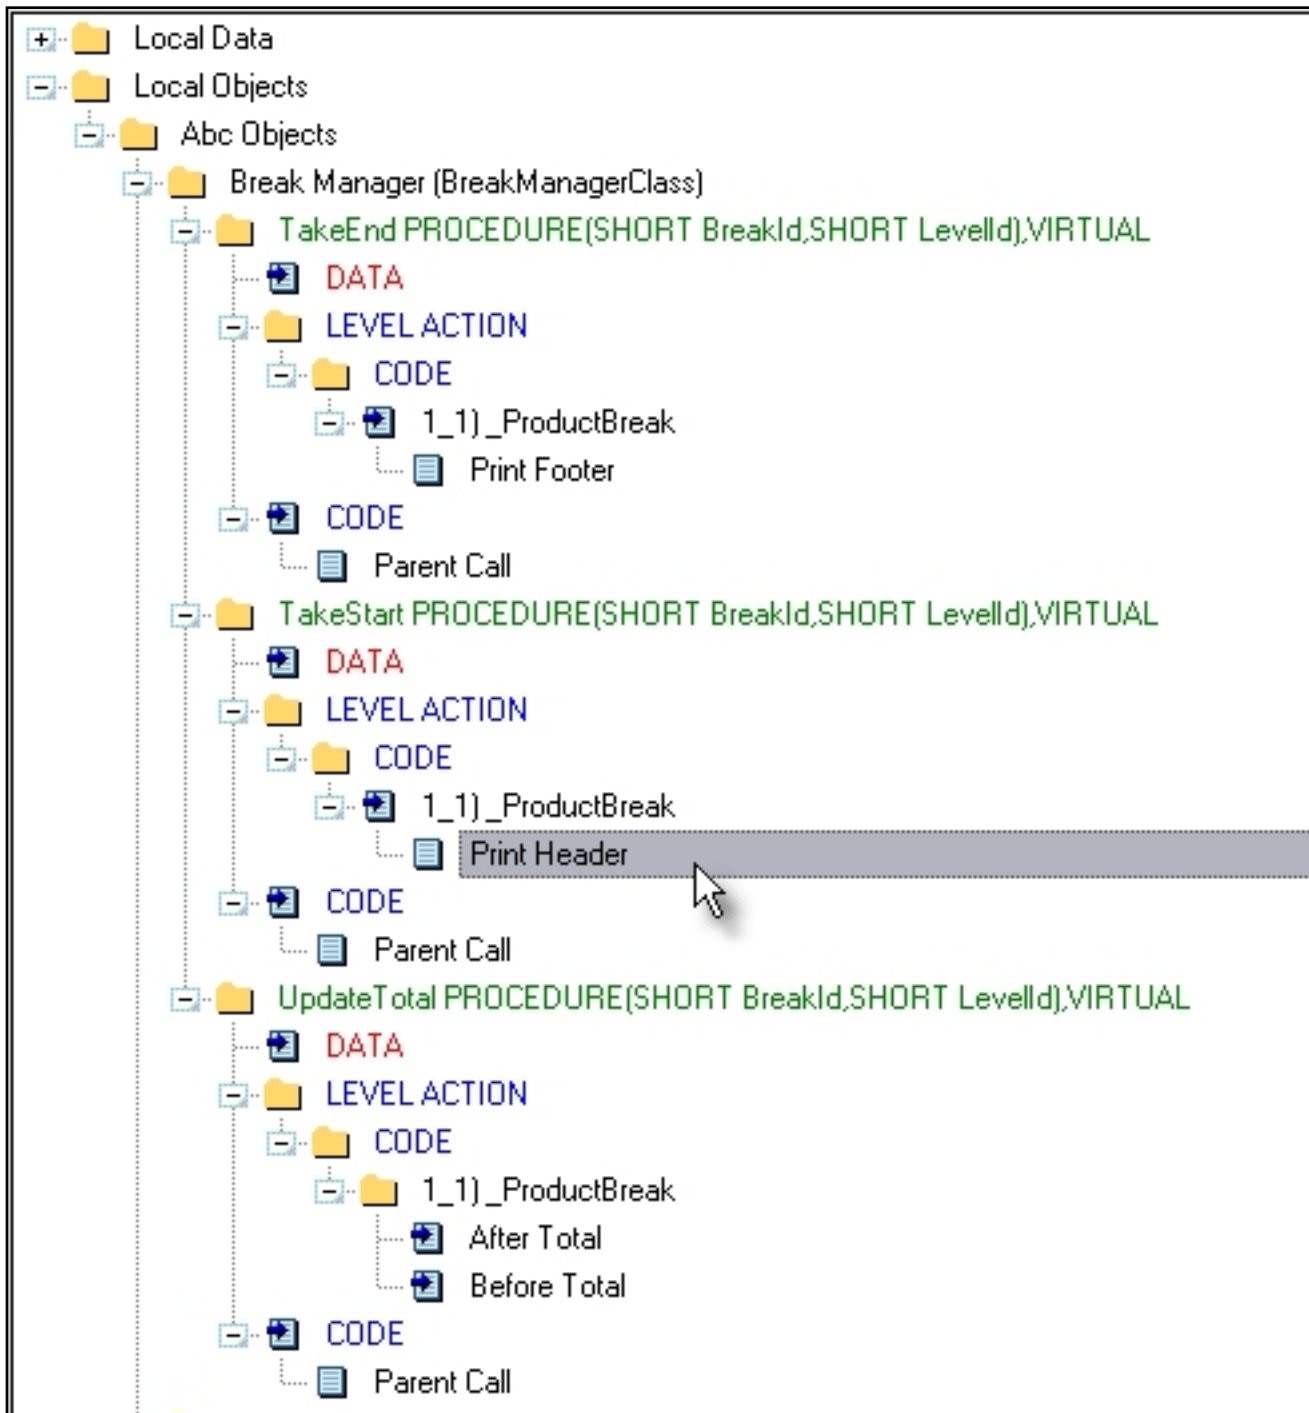 Local Data
Local Objects
Abc Objects
Break Manager (BreakManagerClass)
TakeEnd PROCEDURE(SHORT BreakId,SHORT LevelId),VIRTUAL
DATA
LEVEL ACTION
CODE
1_1) _ProductBreak
Print Footer
CODE
Parent Call
TakeStart PROCEDURE(SHORT BreakId,SHORT LevelId),VIRTUAL
DATA
LEVEL ACTION
CODE
1_1) _ProductBreak
Print Header
CODE
Parent Call
UpdateTotal PROCEDURE(SHORT BreakId,SHORT LevelId),VIRTUAL
DATA
LEVEL ACTION
CODE
1_1) _ProductBreak
After Total
Before Total
CODE
Parent Call